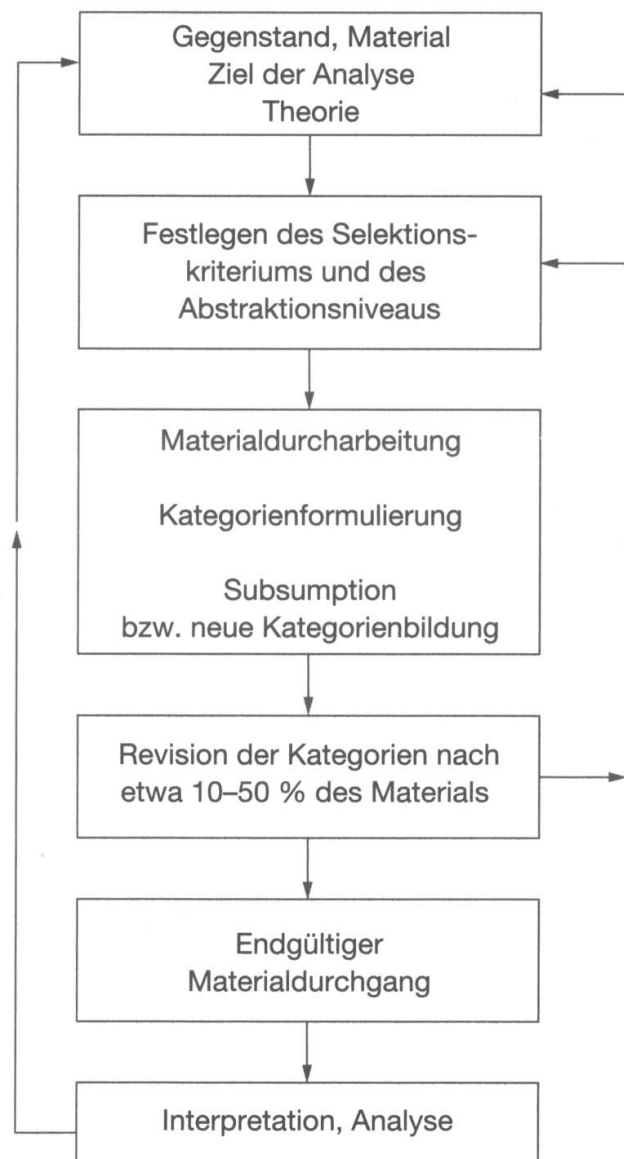 Gegenstand, Material
Ziel der Analyse
Theorie
Festlegen des Selektions-
kriteriums und des
Abstraktionsniveaus
Materialdurcharbeitung
Kategorienformulierung
Subsumption
bzw. neue Kategorienbildung
Revision der Kategorien nach
etwa 10–50 % des Materials
Endgültiger
Materialdurchgang
Interpretation, Analyse